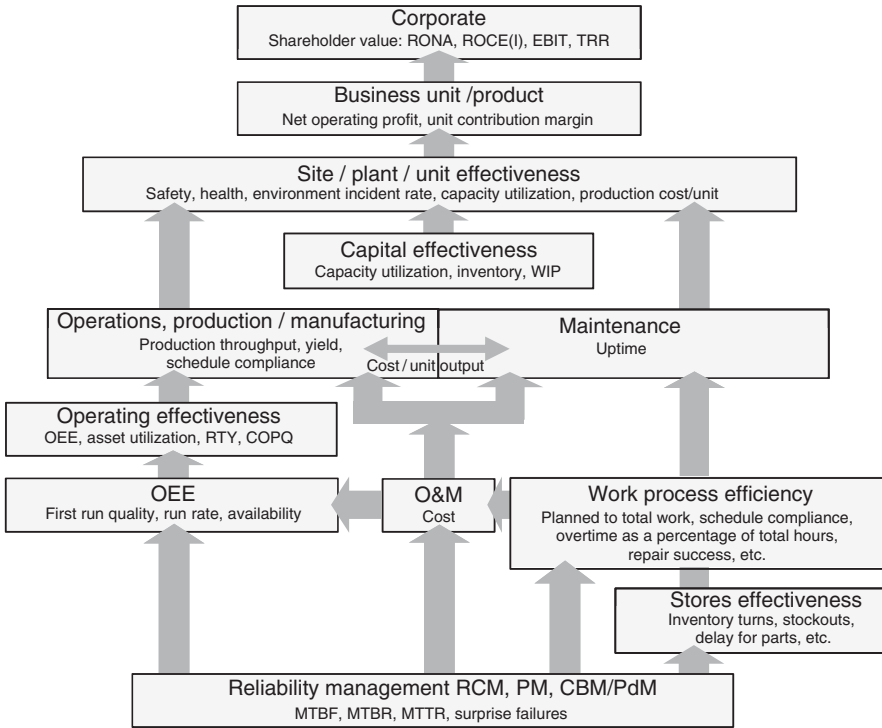 Corporate
Shareholder value: RONA, ROCE(I), EBIT, TRR
Business unit /product
Net operating profit, unit contribution margin
Site / plant / unit effectiveness
Safety, health, environment incident rate, capacity utilization, production cost/unit
Capital effectiveness
Capacity utilization, inventory, WIP
Operations, production / manufacturing
Production throughput, yield,
schedule compliance
Cost / unit output
Maintenance
Uptime
Operating effectiveness
OEE, asset utilization, RTY, COPQ
OEE
First run quality, run rate, availability
O&M
Cost
Work process efficiency
Planned to total work, schedule compliance,
overtime as a percentage of total hours,
repair success, etc.
Stores effectiveness
Inventory turns, stockouts,
delay for parts, etc.
Reliability management RCM, PM, CBM/PdM
MTBF, MTBR, MTTR, surprise failures